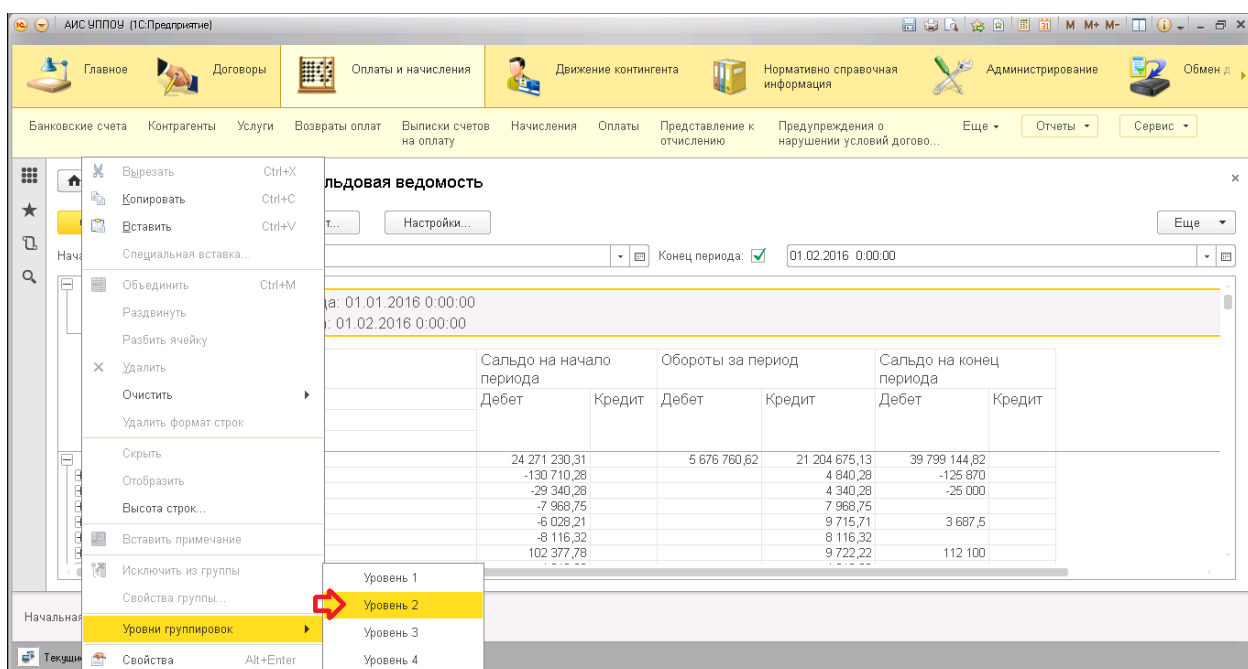 АИС УППОУ (1С:Предприятие)
M M+ M-
Главное
Договоры
Оплаты и начисления
Движение контингента
Нормативно справочная
информация
Администрирование
Обмен д
Банковские счета Контрагенты Услуги Возвраты оплат Выписки счетов
на оплату
Начисления Оплаты
Представление к
отчислению
Предупреждения о
нарушении условий догово...
Еще
Отчеты
Сервис
льдовая ведомость
Настройки...
Еще
Нача
Конец периода: 01.02.2016 0:00:00
да: 01.01.2016 0:00:00
: 01.02.2016 0:00:00
Сальдо на начало
периода
Обороты за период
Сальдо на конец
периода
Дебет Кредит Дебет Кредит Дебет Кредит
24 271 230,31 5 676 760,62 21 204 675,13 39 799 144,82
-130 710,28 4 840,28 -125 870
-29 340,28 4 340,28 -25 000
-7 968,75 7 968,75
-6 028,21 9 715,71 3 687,5
-8 116,32 8 116,32
102 377,78 9 722,22 112 100
Вырезать Ctrl+X
Копировать Ctrl+C
Вставить Ctrl+V
Специальная вставка...
Объединить Ctrl+M
Раздвинуть
Разбить ячейку
Удалить
Очистить
Удалить формат строк
Скрыть
Отобразить
Высота строк...
Вставить примечание
Исключить из группы
Свойства группы...
Уровни группировок
Свойства Alt+Enter
Уровень 1
Уровень 2
Уровень 3
Уровень 4
Начальная
Текущи